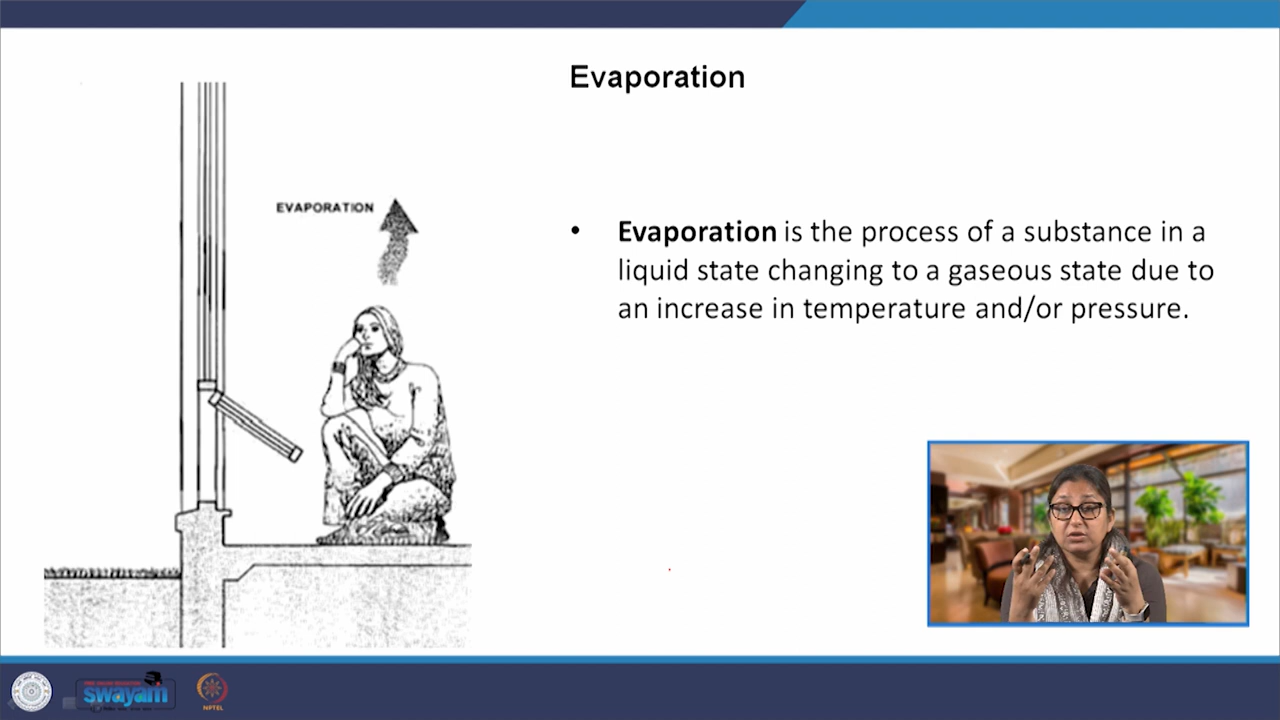 Evaporation
EVAPORATION
• Evaporation is the process of a substance in a
liquid state changing to a gaseous state due to
an increase in temperature and/or pressure.
swayam
NPTEL